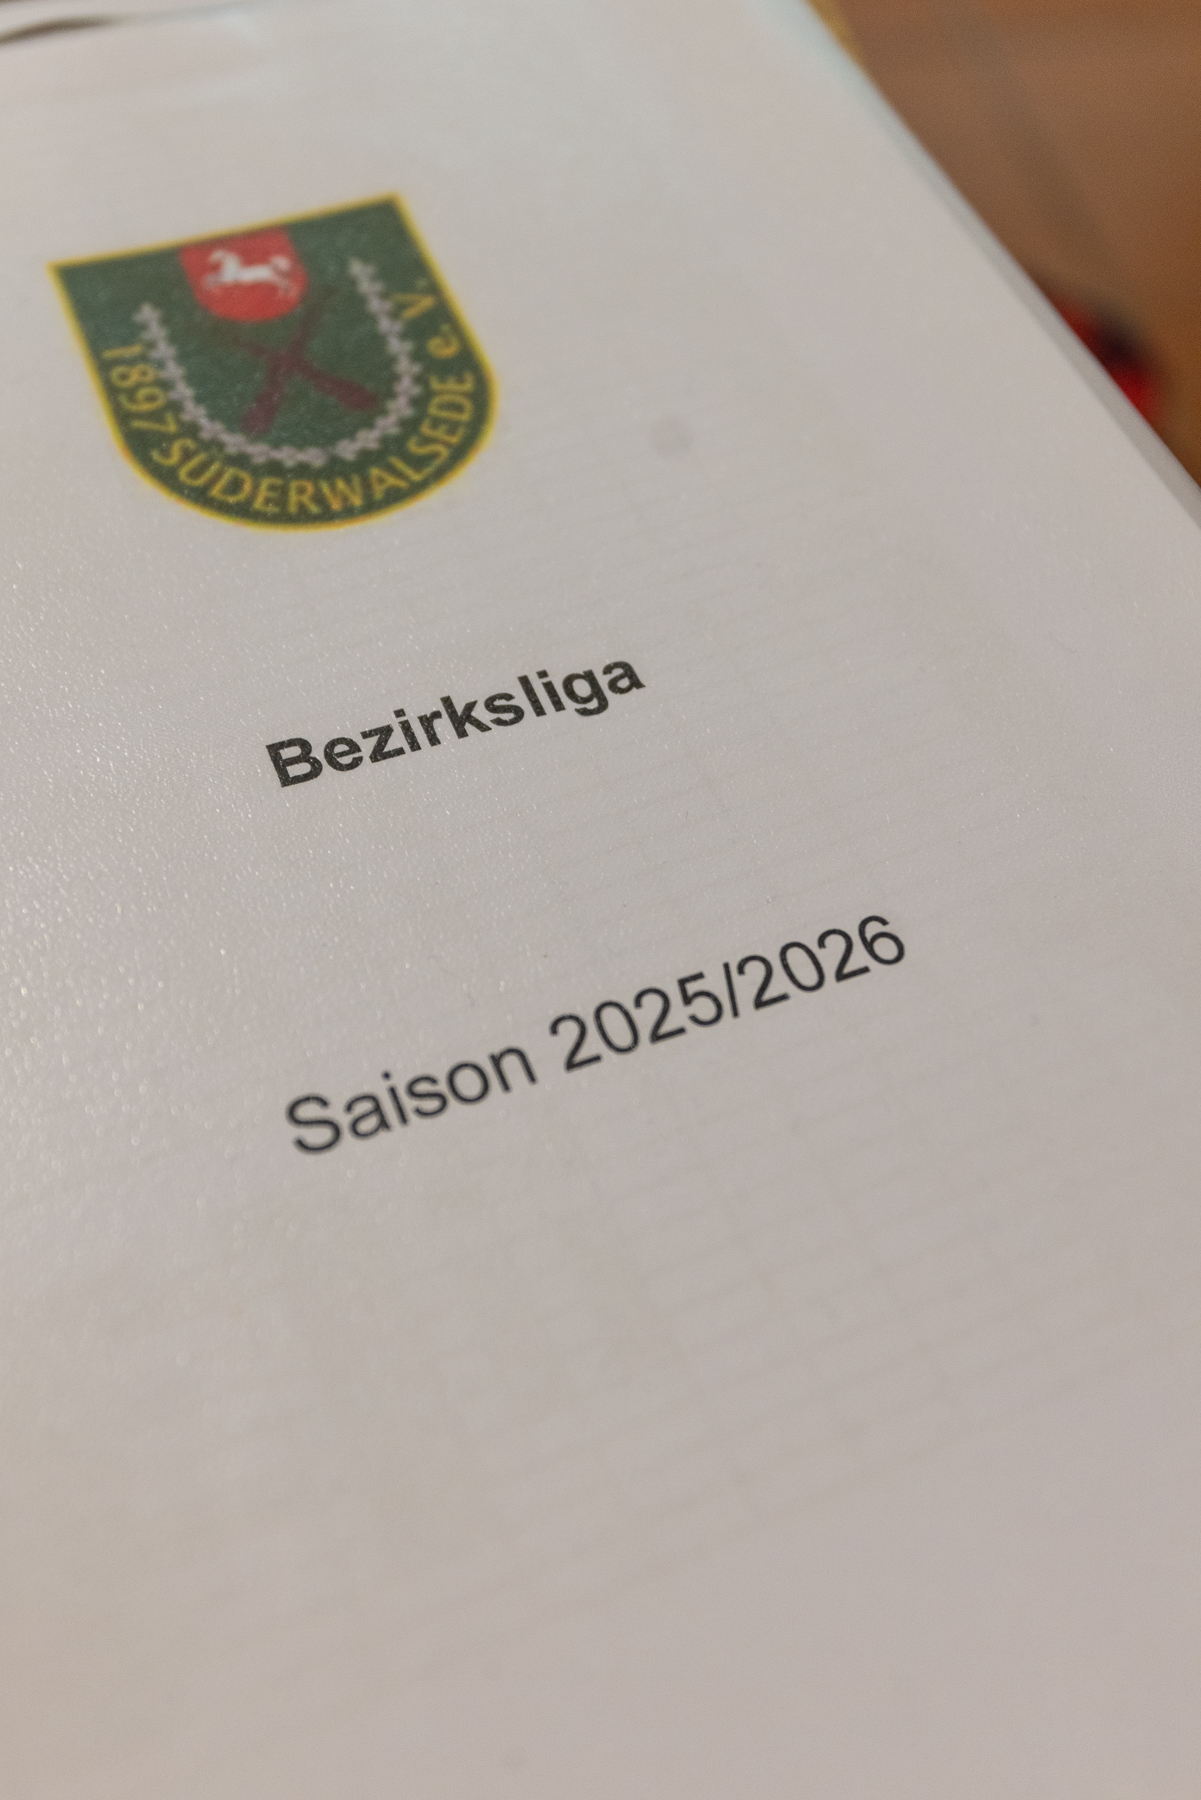 1897 SÜDERWALSEDE e. V.
Bezirksliga
Saison 2025/2026